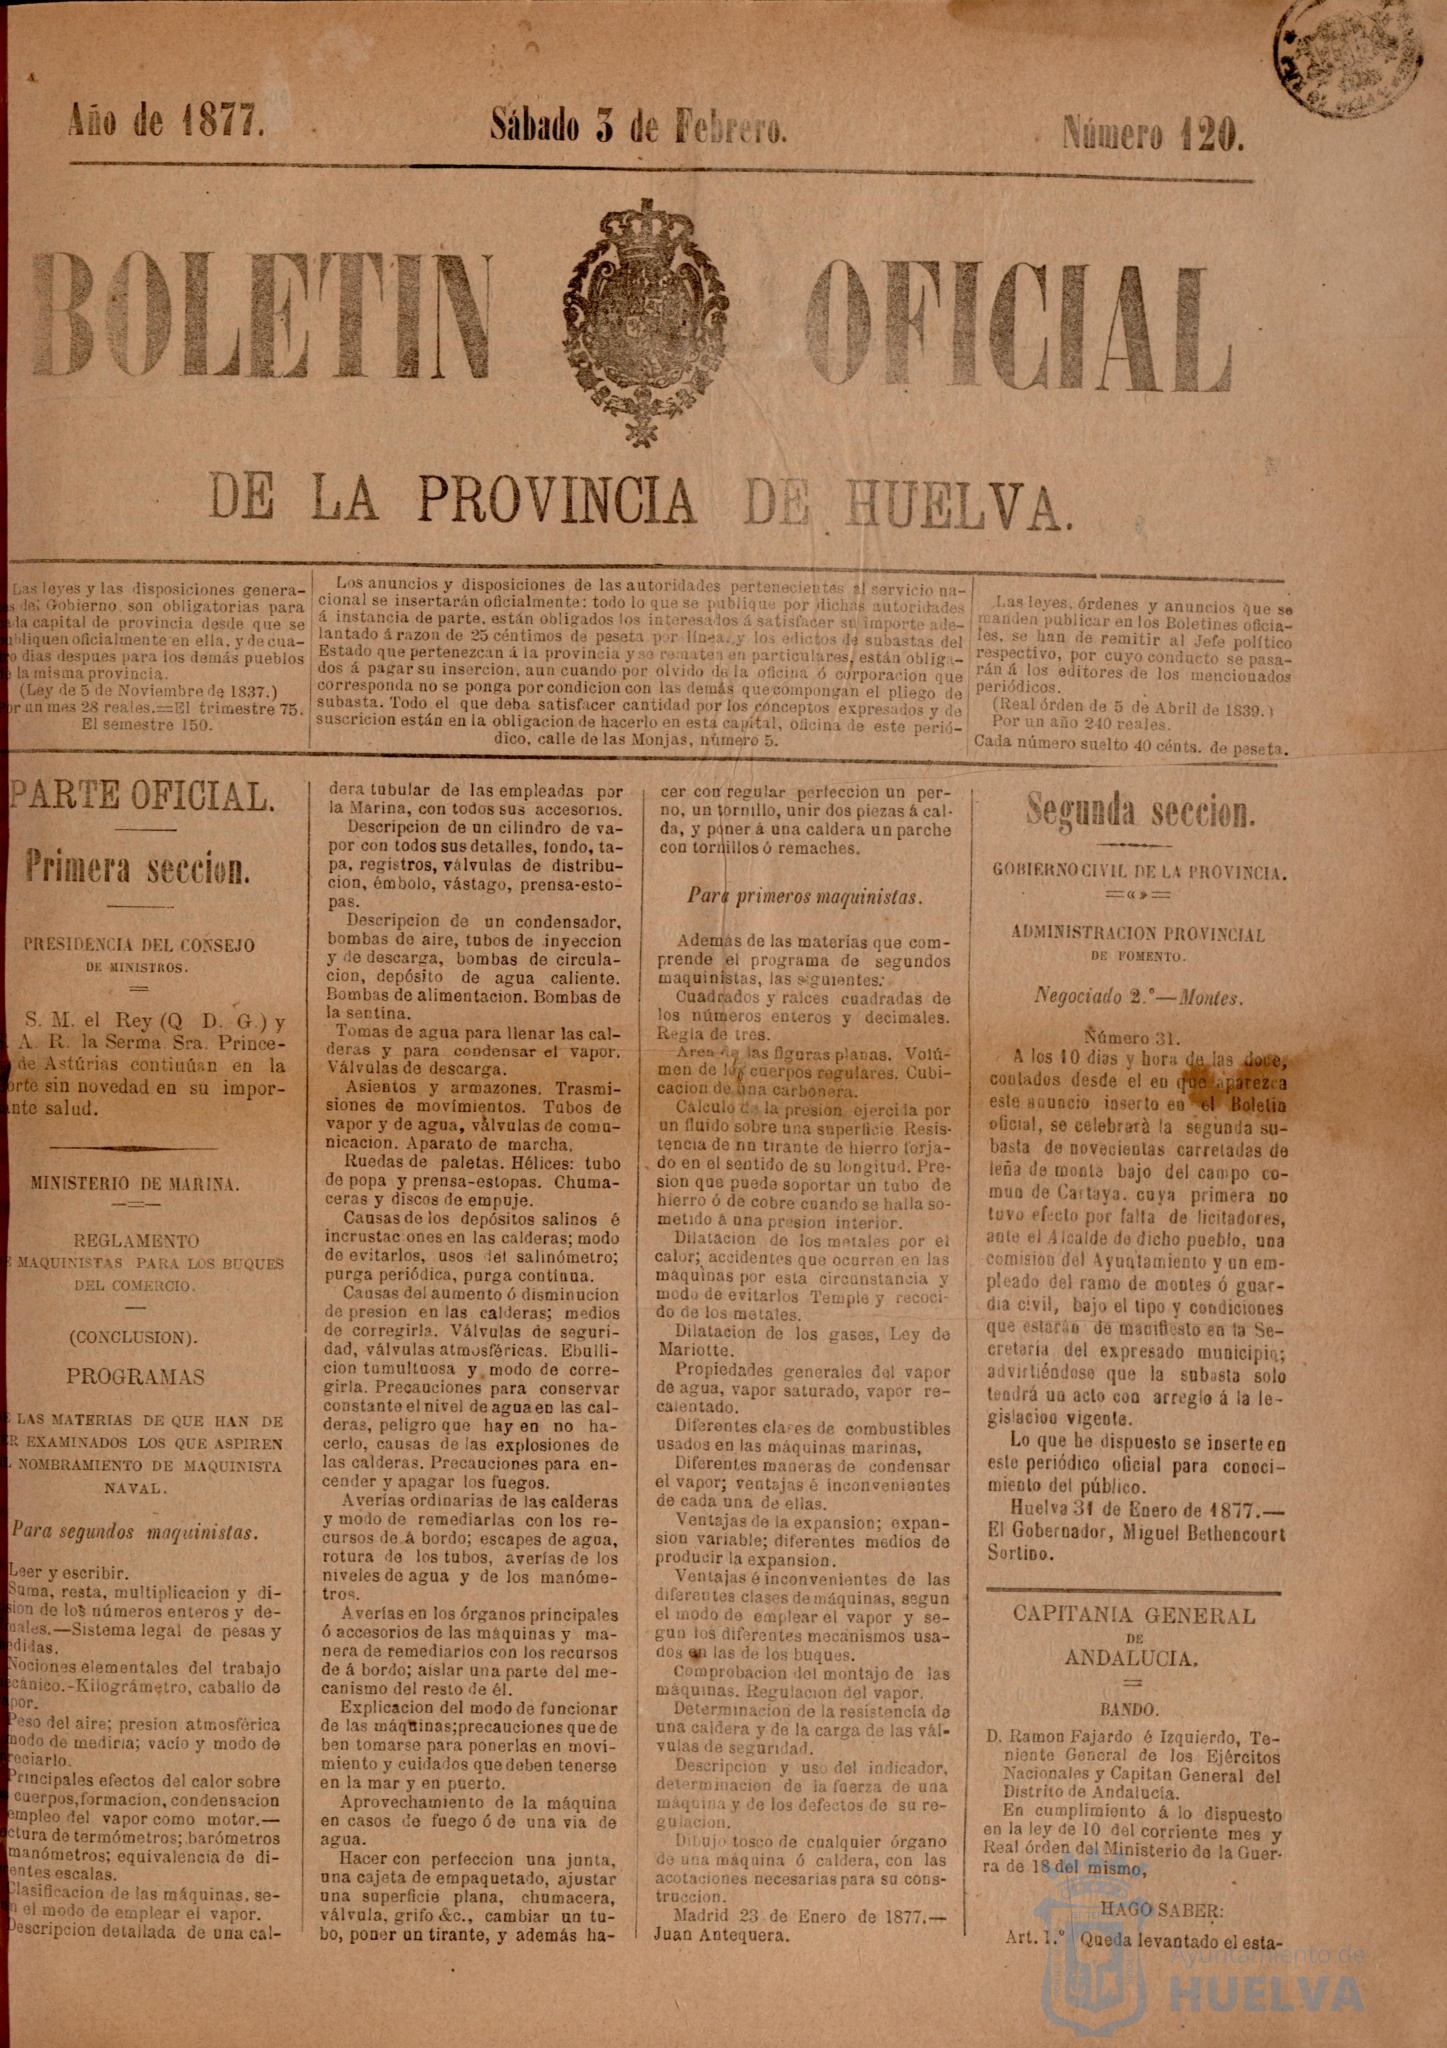 Año de 1877.
Sábado 3 de Febrero.
Número 120.
BOLETIN OFICIAL
DE LA PROVINCIA DE HUELVA.
Las leyes y las disposiciones genera-
de Gobierno son obligatorias para
capital de provincia desde que se
oficialmente en ella, y de cua-
dias despues para los demás pueblos
la misma provincia.
(Ley de 5 de Noviembre de 1837.)
un mes 28 reales.=El trimestre 75.
El semestre 150.
Los anuncios y disposiciones de las autoridades pertenecientes al servicio na-
cional se insertarán oficialmente: todo lo que se publique por dichas autoridades
á instancia de parte, están obligados los interesados á satisfacer su importe ade-
lantado á razon de 25 céntimos de peseta por línea, y los edictos de subastas del
Estado que pertenezcan á la provincia y se rematen en particulares, están obliga-
dos á pagar su insercion, aun cuando por olvido de la oficina ó corporacion que
corresponda no se ponga por condicion con las demás que compongan el pliego de
subasta. Todo el que deba satisfacer cantidad por los conceptos expresados y de
suscricion están en la obligacion de hacerlo en esta capital, oficina de este perió-
dico, calle de las Monjas, número 5.
Las leyes, órdenes y anuncios que se
manden publicar en los Boletines oficia-
les, se han de remitir al Jefe político
respectivo, por cuyo conducto se pasa-
rán á los editores de los mencionados
periódicos.
(Real órden de 5 de Abril de 1839.)
Por un año 240 reales.
Cada número suelto 40 cénts. de peseta.
PARTE OFICIAL.
Primera seccion.
PRESIDENCIA DEL CONSEJO
DE MINISTROS.
S. M. el Rey (Q D. G.) y
A. R. la Serma. Sra. Prince-
de Astúrias continúan en la
sin novedad en su impor-
salud.
MINISTERIO DE MARINA.
REGLAMENTO
MAQUINISTAS PARA LOS BUQUES
DEL COMERCIO.
(CONCLUSION).
PROGRAMAS
LAS MATERIAS DE QUE HAN DE
EXAMINADOS LOS QUE ASPIREN
NOMBRAMIENTO DE MAQUINISTA
NAVAL.
Para segundos maquinistas.
Leer y escribir.
Suma, resta, multiplicacion y di-
de los números enteros y de-
—Sistema legal de pesas y
Nociones elementales del trabajo
.-Kilográmetro, caballo de
Peso del aire; presion atmosférica
modo de medirla; vacío y modo de
Principales efectos del calor sobre
cuerpos, formacion, condensacion
empleo del vapor como motor.—
de termómetros; barómetros
manómetros; equivalencia de di-
escalas.
Clasificacion de las máquinas, se-
el modo de emplear el vapor.
Descripcion detallada de una cal-
dera tubular de las empleadas por
la Marina, con todos sus accesorios.
Descripcion de un cilindro de va-
por con todos sus detalles, fondo, ta-
pa, registros, válvulas de distribu-
cion, émbolo, vástago, prensa-esto-
pas.
Descripcion de un condensador,
bombas de aire, tubos de inyeccion
y de descarga, bombas de circula-
cion, depósito de agua caliente.
Bombas de alimentacion. Bombas de
la sentina.
Tomas de agua para llenar las cal-
deras y para condensar el vapor.
Válvulas de descarga.
Asientos y armazones. Trasmi-
siones de movimientos. Tubos de
vapor y de agua, válvulas de comu-
nicacion. Aparato de marcha.
Ruedas de paletas. Hélices: tubo
de popa y prensa-estopas. Chuma-
ceras y discos de empuje.
Causas de los depósitos salinos é
incrustaciones en las calderas; modo
de evitarlos, usos del salinómetro;
purga periódica, purga continua.
Causas del aumento ó disminucion
de presion en las calderas; medios
de corregirla. Válvulas de seguri-
dad, válvulas atmosféricas. Ebulli-
cion tumultuosa y modo de corre-
girla. Precauciones para conservar
constante el nivel de agua en las cal-
deras, peligro que hay en no ha-
cerlo, causas de las explosiones de
las calderas. Precauciones para en-
cender y apagar los fuegos.
Averías ordinarias de las calderas
y modo de remediarlas con los re-
cursos de á bordo; escapes de agua,
rotura de los tubos, averías de los
niveles de agua y de los manóme-
tros.
Averías en los órganos principales
ó accesorios de las máquinas y ma-
nera de remediarlos con los recursos
de á bordo; aislar una parte del me-
canismo del resto de él.
Explicacion del modo de funcionar
de las máquinas;precauciones que de
ben tomarse para ponerlas en movi-
miento y cuidados que deben tenerse
en la mar y en puerto.
Aprovechamiento de la máquina
en casos de fuego ó de una via de
agua.
Hacer con perfeccion una junta,
una cajeta de empaquetado, ajustar
una superficie plana, chumacera,
válvula, grifo &c., cambiar un tu-
bo, poner un tirante, y además ha-
cer con regular perfeccion un per-
no, un tornillo, unir dos piezas á cal-
da, y poner á una caldera un parche
con tornillos ó remaches.
Para primeros maquinistas.
Además de las materias que com-
prende el programa de segundos
maquinistas, las siguientes:
Cuadrados y raices cuadradas de
los números enteros y decimales.
Regla de tres.
Area de las figuras planas. Volú-
men de los cuerpos regulares. Cubi-
cacion de una carbonera.
Cálculo de la presion ejercida por
un fluido sobre una superficie Resis-
tencia de nn tirante de hierro forja-
do en el sentido de su longitud. Pre-
sion que puede soportar un tubo de
hierro ó de cobre cuando se halla so-
metido á una presion interior.
Dilatacion de los metales por el
calor; accidentes que ocurren en las
máquinas por esta circunstancia y
modo de evitarlos Temple y recoci-
do de los metales.
Dilatacion de los gases, Ley de
Mariotte.
Propiedades generales del vapor
de agua, vapor saturado, vapor re-
calentado.
Diferentes clases de combustibles
usados en las máquinas marinas,
Diferentes maneras de condensar
el vapor; ventajas é inconvenientes
de cada una de ellas.
Ventajas de la expansion; expan-
sion variable; diferentes medios de
producir la expansion.
Ventajas é inconvenientes de las
diferentes clases de máquinas, segun
el modo de emplear el vapor y se-
gun los diferentes mecanismos usa-
dos en las de los buques.
Comprobacion del montaje de las
máquinas. Regulacion del vapor.
Determinacion de la resistencia de
una caldera y de la carga de las vál-
vulas de seguridad.
Descripcion y uso del indicador,
determinacion de la fuerza de una
máquina y de los defectos de su re-
gulacion.
Dibujo tosco de cualquier órgano
de una máquina ó caldera, con las
acotaciones necesarias para su cons-
truccion.
Madrid 23 de Enero de 1877.—
Juan Antequera.
Segunda seccion.
GOBIERNO CIVIL DE LA PROVINCIA.
ADMINISTRACION PROVINCIAL
DE FOMENTO.
Negociado 2.°—Montes.
Número 31.
A los 10 dias y hora de las doce,
contados desde el en que aparezca
este anuncio inserto en el Boletin
oficial, se celebrará la segunda su-
basta de novecientas carretadas de
leña de monte bajo del campo co-
mun de Cartaya, cuya primera no
tuvo efecto por falta de licitadores,
ante el Alcalde de dicho pueblo, una
comision del Ayuntamiento y un em-
pleado del ramo de montes ó guar-
dia civil, bajo el tipo y condiciones
que estarán de manifiesto en la Se-
cretaría del expresado municipio;
advirtiéndose que la subasta solo
tendrá un acto con arreglo á la le-
gislacion vigente.
Lo que he dispuesto se inserte en
este periódico oficial para conoci-
miento del público.
Huelva 31 de Enero de 1877.—
El Gobernador, Miguel Bethencourt
Sortino.
CAPITANIA GENERAL
DE
ANDALUCIA.
BANDO.
D. Ramon Fajardo é Izquierdo, Te-
niente General de los Ejércitos
Nacionales y Capitan General del
Distrito de Andalucía.
En cumplimiento á lo dispuesto
en la ley de 10 del corriente mes y
Real órden del Ministerio de la Guer-
ra de 18 del mismo,
HAGO SABER:
Art. 1.° Queda levantado el esta-
Ayuntamiento de
HUELVA